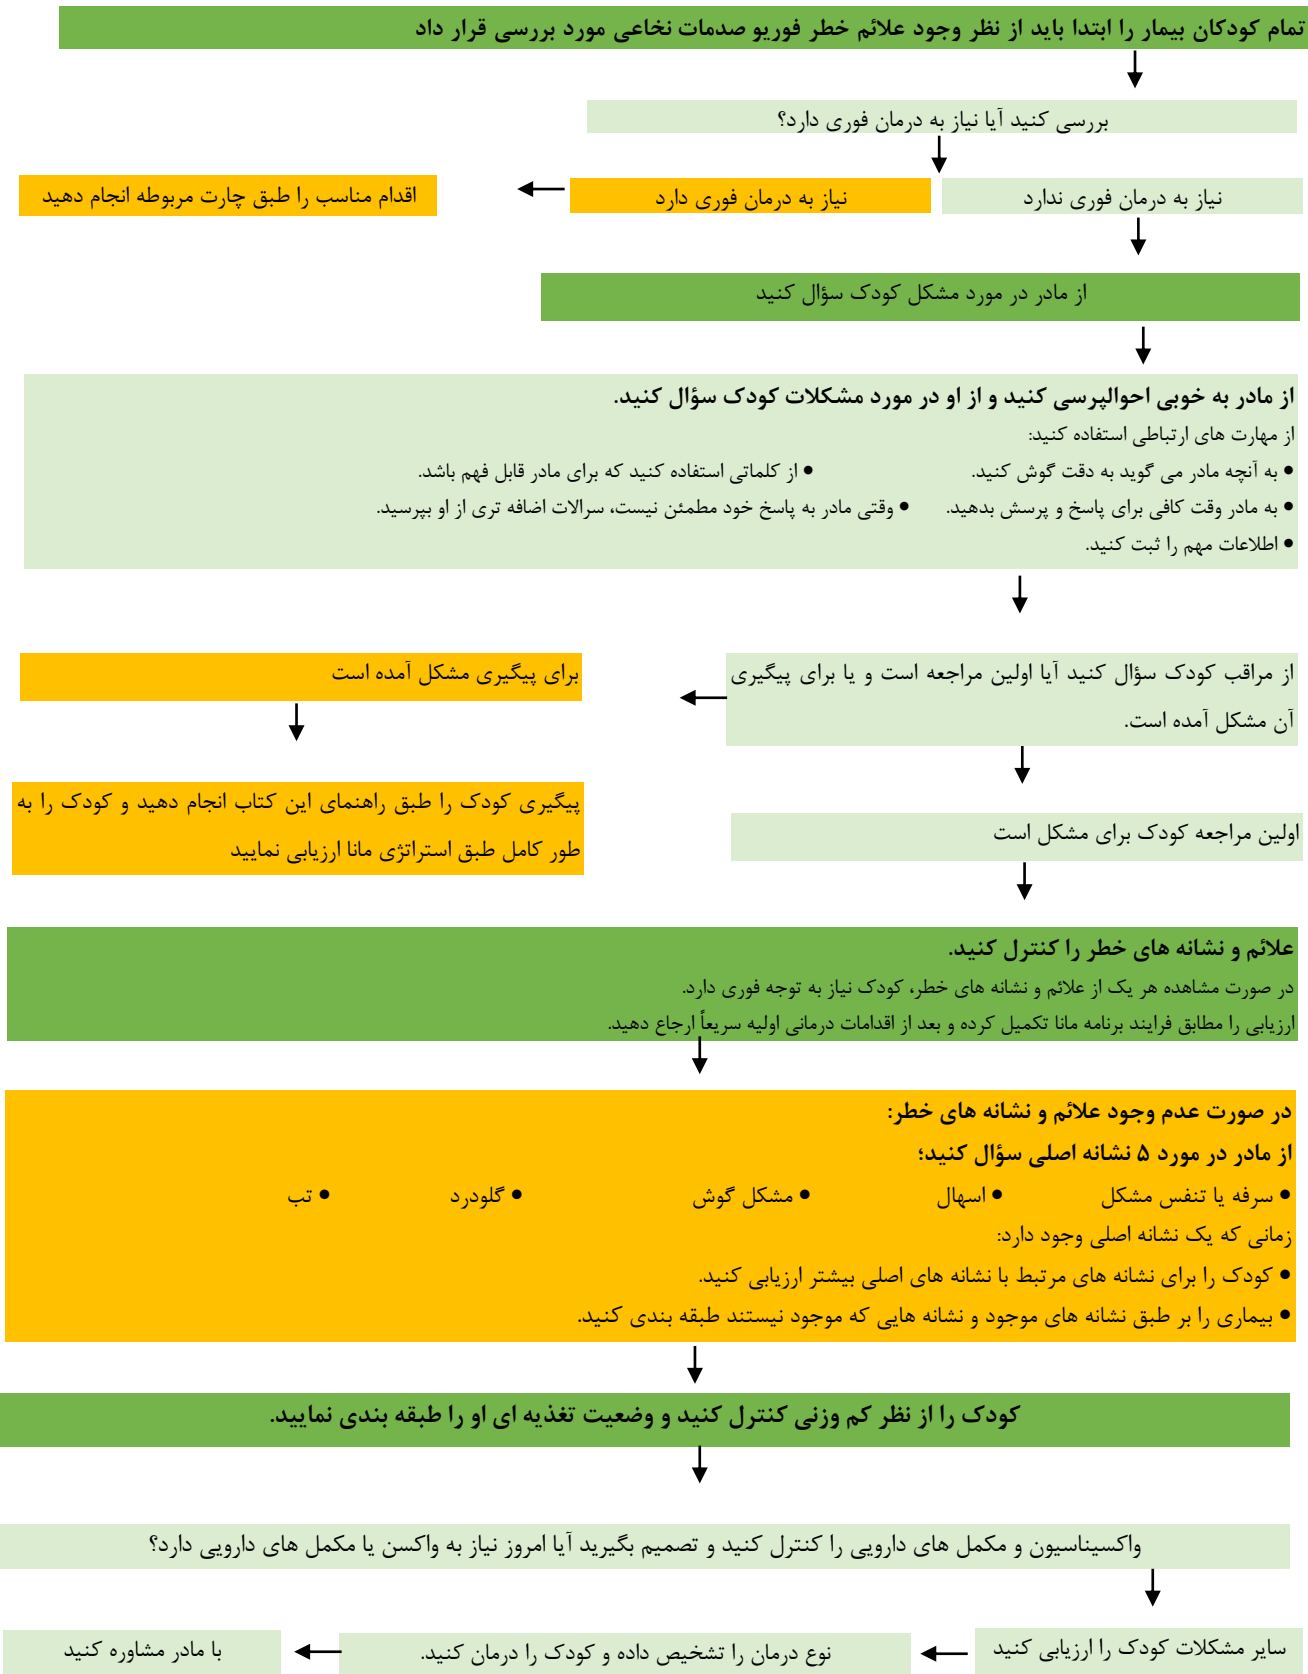 تمام کودکان بیمار را ابتدا باید از نظر وجود علائم خطر فوریو صدمات نخاعی مورد بررسی قرار داد
بررسی کنید آیا نیاز به درمان فوری دارد؟
نیاز به درمان فوری ندارد
نیاز به درمان فوری دارد
اقدام مناسب را طبق چارت مربوطه انجام دهید
از مادر در مورد مشکل کودک سؤال کنید
از مادر به خوبی احوالپرسی کنید و از او در مورد مشکلات کودک سؤال کنید.
از مهارت های ارتباطی استفاده کنید:
• به آنچه مادر می گوید به دقت گوش کنید. • از کلماتی استفاده کنید که برای مادر قابل فهم باشد.
• به مادر وقت کافی برای پاسخ و پرسش بدهید. • وقتی مادر به پاسخ خود مطمئن نیست، سرالات اضافه تری از او بپرسید.
• اطلاعات مهم را ثبت کنید.
از مراقب کودک سؤال کنید آیا اولین مراجعه است و یا برای پیگیری
آن مشکل آمده است.
برای پیگیری مشکل آمده است
پیگیری کودک را طبق راهنمای این کتاب انجام دهید و کودک را به
طور کامل طبق استراتژی مانا ارزیابی نمایید
اولین مراجعه کودک برای مشکل است
علائم و نشانه های خطر را کنترل کنید.
در صورت مشاهده هر یک از علائم و نشانه های خطر، کودک نیاز به توجه فوری دارد.
ارزیابی را مطابق فرایند برنامه مانا تکمیل کرده و بعد از اقدامات درمانی اولیه سریعاً ارجاع دهید.
در صورت عدم وجود علائم و نشانه های خطر:
از مادر در مورد ۵ نشانه اصلی سؤال کنید؛
• سرفه یا تنفس مشکل • اسهال • مشکل گوش • گلودرد • تب
زمانی که یک نشانه اصلی وجود دارد:
• کودک را برای نشانه های مرتبط با نشانه های اصلی بیشتر ارزیابی کنید.
• بیماری را بر طبق نشانه های موجود و نشانه هایی که موجود نیستند طبقه بندی کنید.
کودک را از نظر کم وزنی کنترل کنید و وضعیت تغذیه ای او را طبقه بندی نمایید.
واکسیناسیون و مکمل های دارویی را کنترل کنید و تصمیم بگیرید آیا امروز نیاز به واکسن یا مکمل های دارویی دارد؟
سایر مشکلات کودک را ارزیابی کنید
نوع درمان را تشخیص داده و کودک را درمان کنید.
با مادر مشاوره کنید